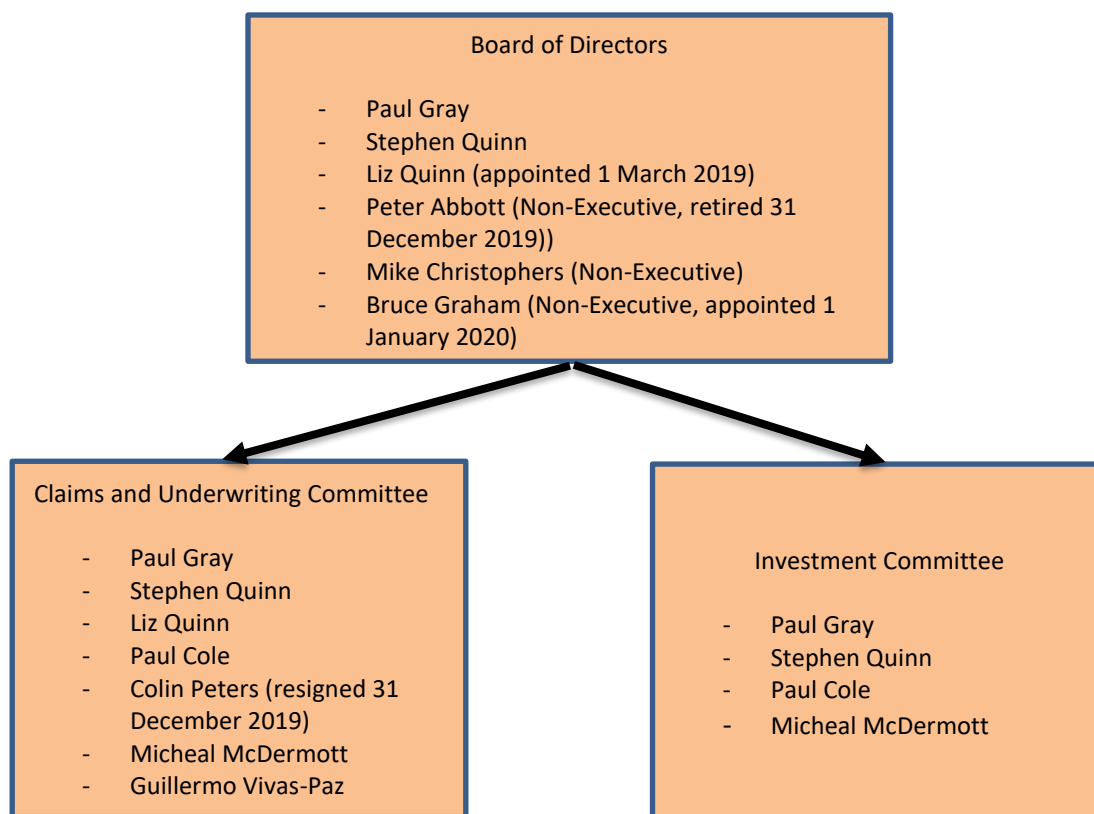 Board of Directors
- Paul Gray
- Stephen Quinn
- Liz Quinn (appointed 1 March 2019)
- Peter Abbott (Non-Executive, retired 31
December 2019))
- Mike Christophers (Non-Executive)
- Bruce Graham (Non-Executive, appointed 1
January 2020)
Claims and Underwriting Committee
- Paul Gray
- Stephen Quinn
- Liz Quinn
- Paul Cole
- Colin Peters (resigned 31
December 2019)
- Micheal McDermott
- Guillermo Vivas-Paz
Investment Committee
- Paul Gray
- Stephen Quinn
- Paul Cole
- Micheal McDermott